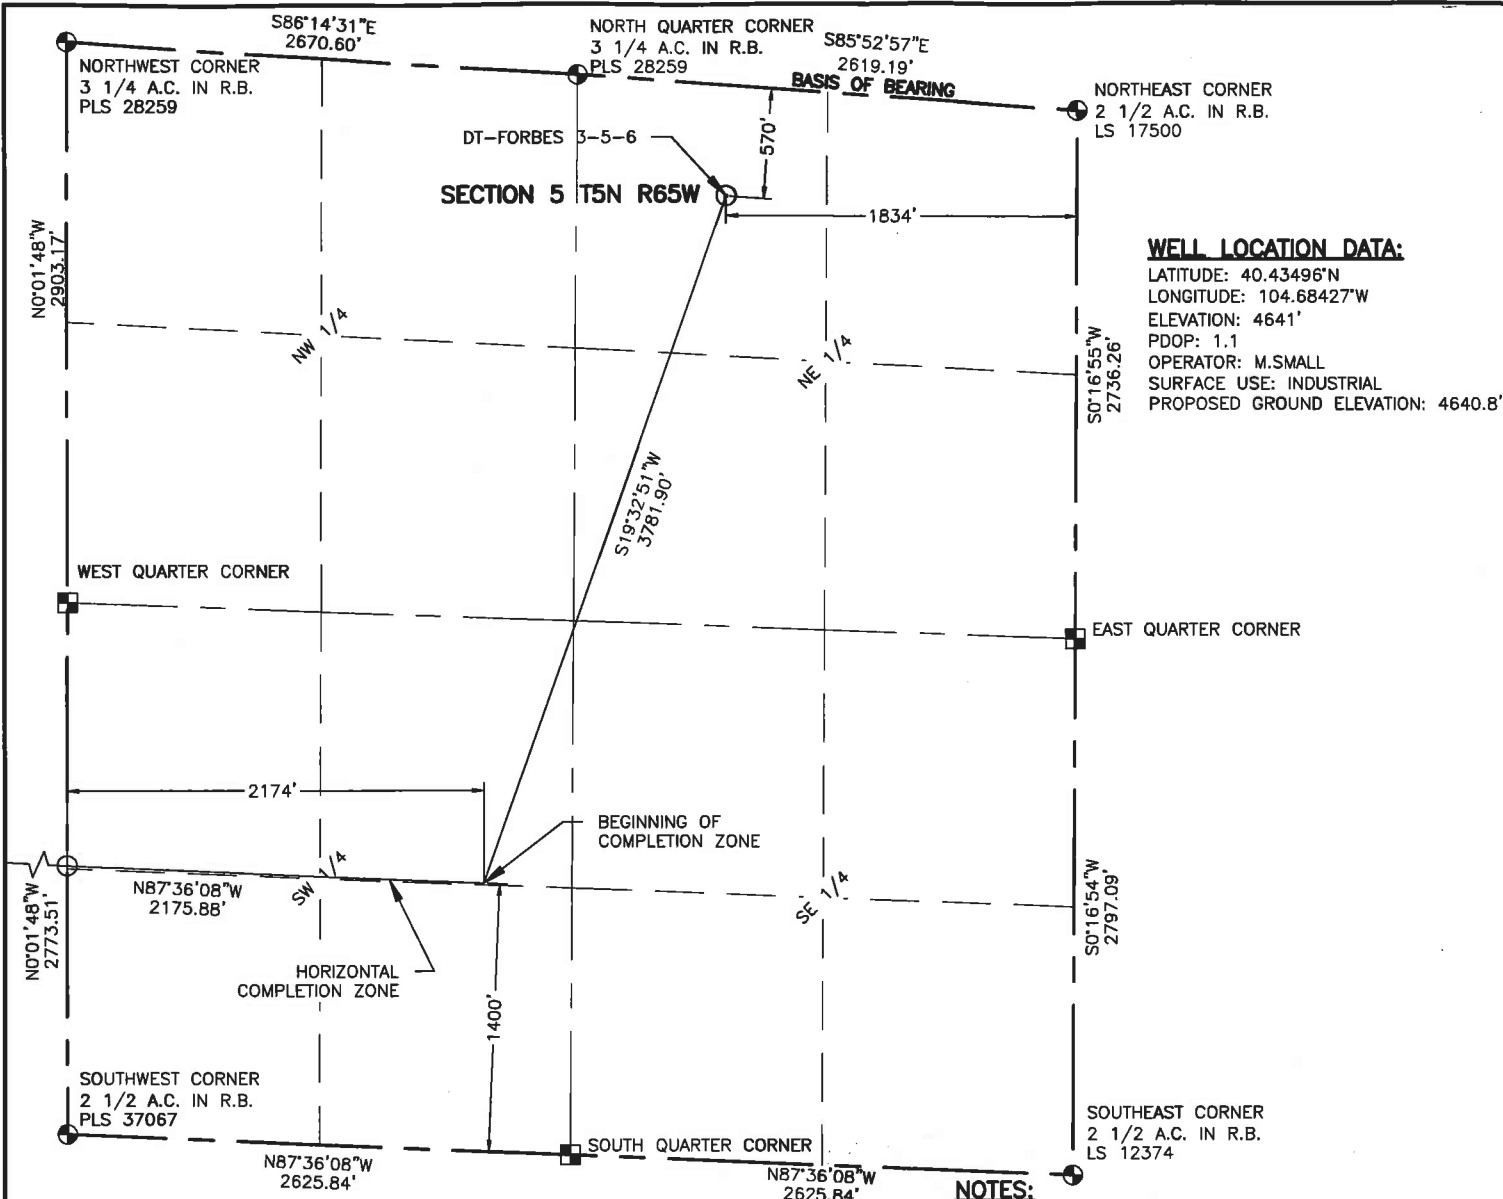 S86°14'31"E
2670.60'
NORTH QUARTER CORNER
3 1/4 A.C. IN R.B.
PLS 28259
S85°52'57"E
2619.19'
BASIS OF BEARING
NORTHWEST CORNER
3 1/4 A.C. IN R.B.
PLS 28259
NORTHEAST CORNER
2 1/2 A.C. IN R.B.
LS 17500
DT-FORBES 3-5-6
570'
SECTION 5 T5N R65W
1834'
N0°01'48"W
2903.17'
WELL LOCATION DATA:
LATITUDE: 40.43496°N
LONGITUDE: 104.68427°W
ELEVATION: 4641'
PDOP: 1.1
OPERATOR: M.SMALL
SURFACE USE: INDUSTRIAL
PROPOSED GROUND ELEVATION: 4640.8'
NW 1/4
NE 1/4
S0°16'55"W
2736.26'
S19°32'51"W
3781.90'
WEST QUARTER CORNER
EAST QUARTER CORNER
2174'
BEGINNING OF
COMPLETION ZONE
N87°36'08"W
2175.88'
SW 1/4
SE 1/4
N0°01'48"W
2773.51'
S0°16'54"W
2797.09'
HORIZONTAL
COMPLETION ZONE
1400'
SOUTHWEST CORNER
2 1/2 A.C. IN R.B.
PLS 37067
SOUTH QUARTER CORNER
SOUTHEAST CORNER
2 1/2 A.C. IN R.B.
LS 12374
N87°36'08"W
2625.84'
N87°36'08"W
2625.84'
NOTES: